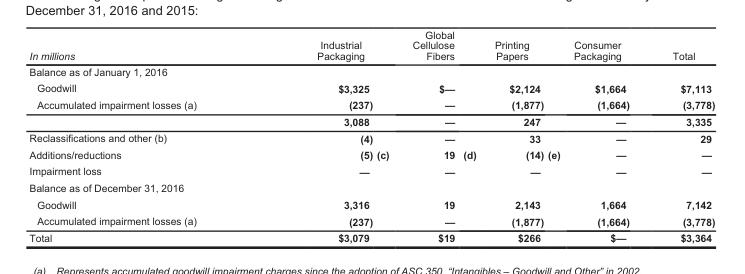 December 31, 2016 and 2015:
In millions Industrial Packaging Global Cellulose Fibers Printing Papers Consumer Packaging Total
Balance as of January 1, 2016
Goodwill $3,325 $— $2,124 $1,664 $7,113
Accumulated impairment losses (a) (237) — (1,877) (1,664) (3,778)
3,088 — 247 — 3,335
Reclassifications and other (b) (4) 33 29
Additions/reductions (5) (c) 19 (d) (14) (e) — —
Impairment loss — — — — —
Balance as of December 31, 2016
Goodwill 3,316 19 2,143 1,664 7,142
Accumulated impairment losses (a) (237) — (1,877) (1,664) (3,778)
Total $3,079 $19 $266 $— $3,364
(a) Represents accumulated goodwill impairment charges since the adoption of ASC 350, “Intangibles – Goodwill and Other” in 2002